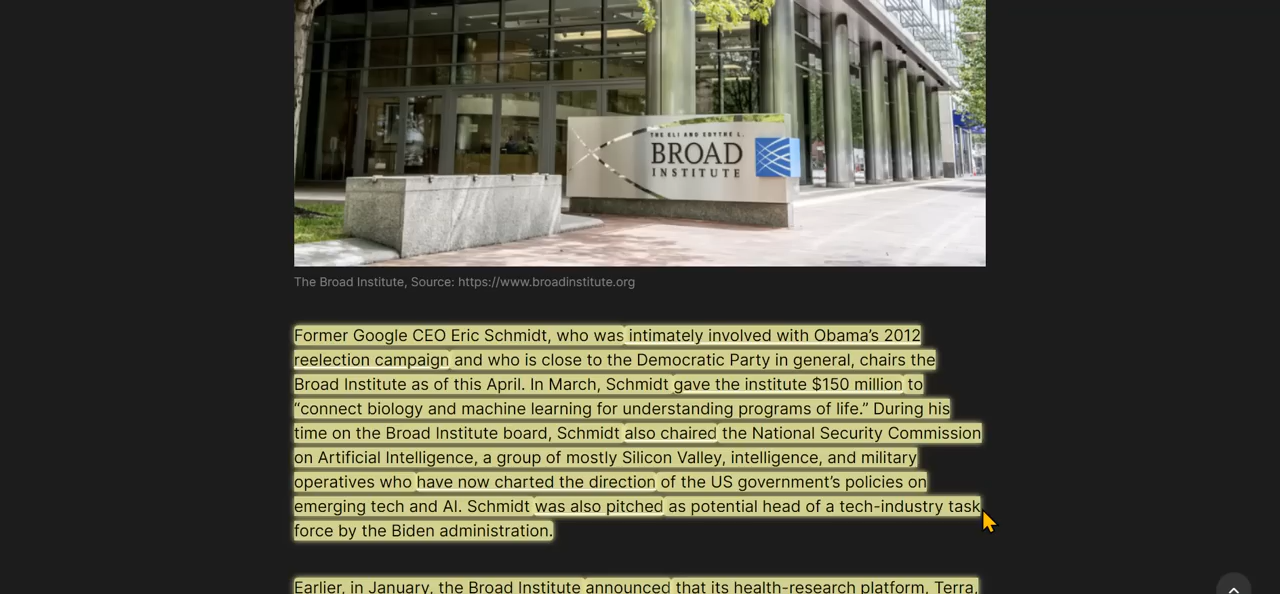 THE ELI AND EDYTHE L.
BROAD
INSTITUTE
The Broad Institute, Source: https://www.broadinstitute.org
Former Google CEO Eric Schmidt, who was intimately involved with Obama’s 2012
reelection campaign and who is close to the Democratic Party in general, chairs the
Broad Institute as of this April. In March, Schmidt gave the institute $150 million to
“connect biology and machine learning for understanding programs of life.” During his
time on the Broad Institute board, Schmidt also chaired the National Security Commission
on Artificial Intelligence, a group of mostly Silicon Valley, intelligence, and military
operatives who have now charted the direction of the US government’s policies on
emerging tech and AI. Schmidt was also pitched as potential head of a tech-industry task
force by the Biden administration.
Earlier, in January, the Broad Institute announced that its health-research platform, Terra,